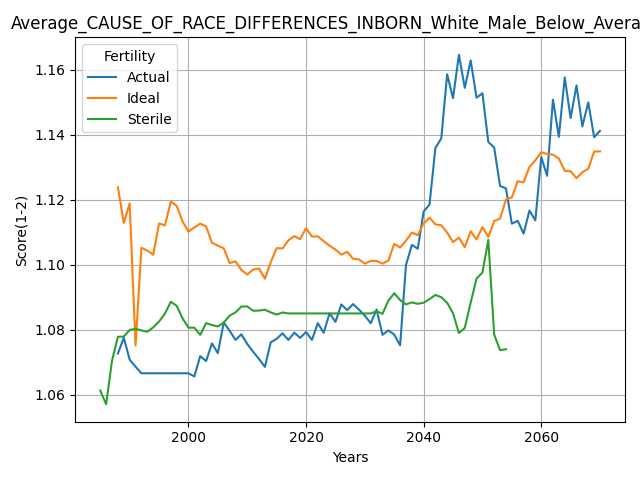 Average_CAUSE_OF_RACE_DIFFERENCES_INBORN_White_Male_Below_Avera
Fertility
Actual
Ideal
Sterile
1.16
1.14
1.12
1.10
1.08
1.06
Score(1-2)
2000 2020 2040 2060
Years